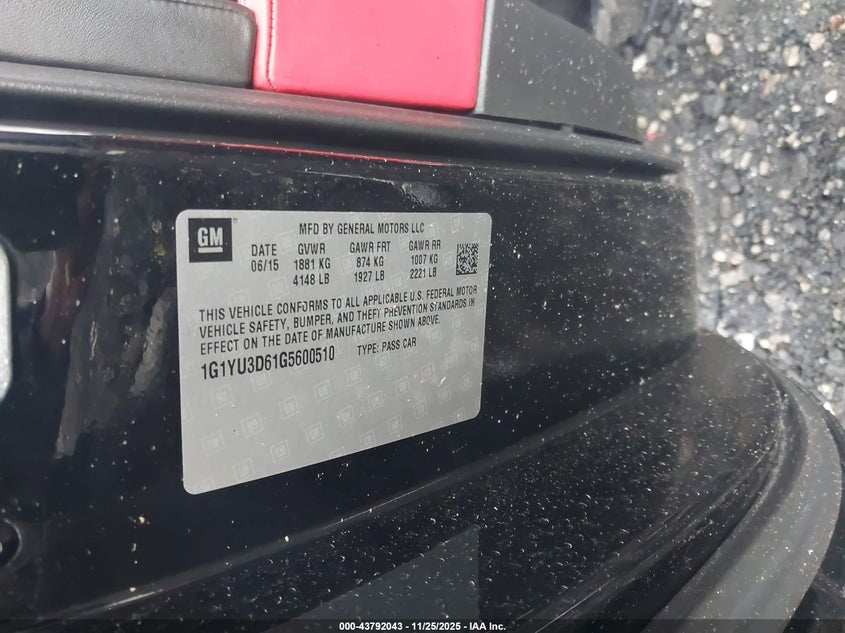 GM
MFD BY GENERAL MOTORS LLC
DATE GVWR GAWR FRT GAWR RR
06/15 1881 KG 874 KG 1007 KG
4148 LB 1927 LB 2221 LB
THIS VEHICLE CONFORMS TO ALL APPLICABLE U.S. FEDERAL MOTOR
VEHICLE SAFETY, BUMPER, AND THEFT PREVENTION STANDARDS IN
EFFECT ON THE DATE OF MANUFACTURE SHOWN ABOVE.
1G1YU3D61G5600510 TYPE: PASS CAR
000-43792043 - 11/25/2025 - IAA Inc.